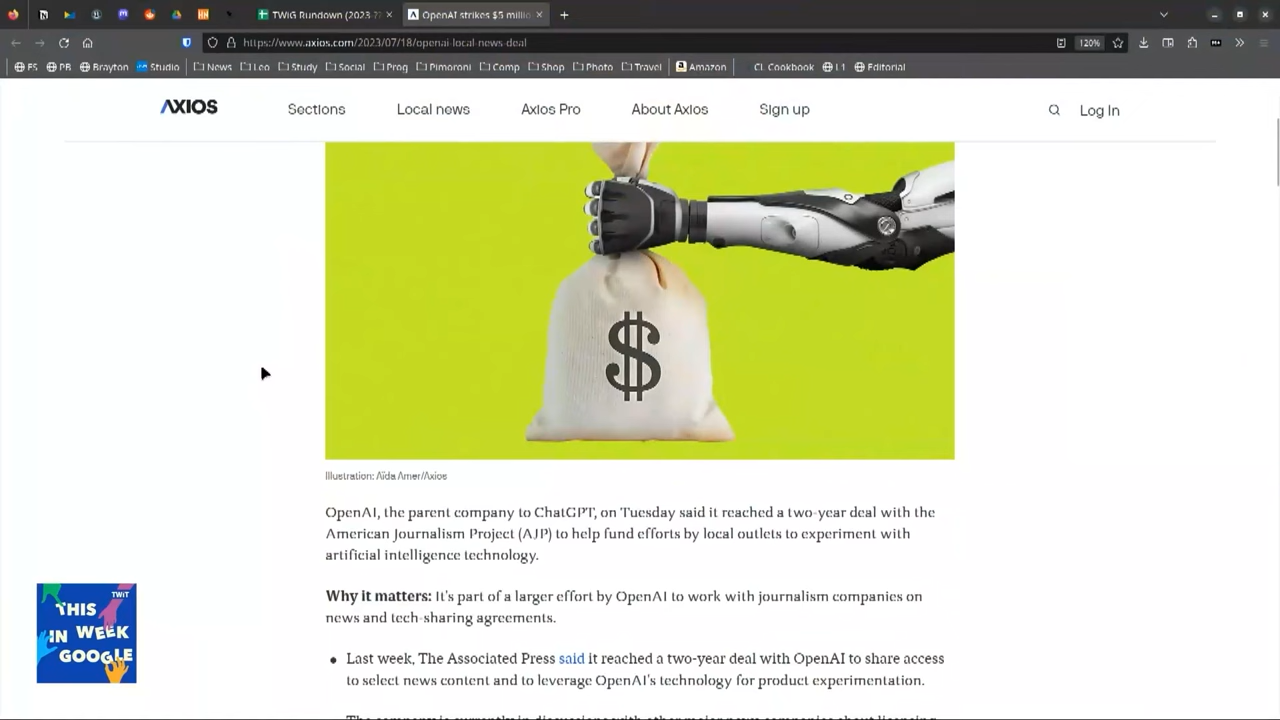 TWiG Rundown (2023-??
OpenAI strikes $5 millio
https://www.axios.com/2023/07/18/openai-local-news-deal
120%
FS
PB
Brayton
Studio
News
Leo
Study
Social
Prog
Pimoroni
Comp
Shop
Photo
Travel
Amazon
CL Cookbook
L1
Editorial
AXIOS
Sections
Local news
Axios Pro
About Axios
Sign up
Log In
$
Illustration: Aïda Amer/Axios
OpenAI, the parent company to ChatGPT, on Tuesday said it reached a two-year deal with the
American Journalism Project (AJP) to help fund efforts by local outlets to experiment with
artificial intelligence technology.
Why it matters: It's part of a larger effort by OpenAI to work with journalism companies on
news and tech-sharing agreements.
• Last week, The Associated Press said it reached a two-year deal with OpenAI to share access
to select news content and to leverage OpenAI's technology for product experimentation.
TWiT
THIS
IN WEEK
GOOGLE